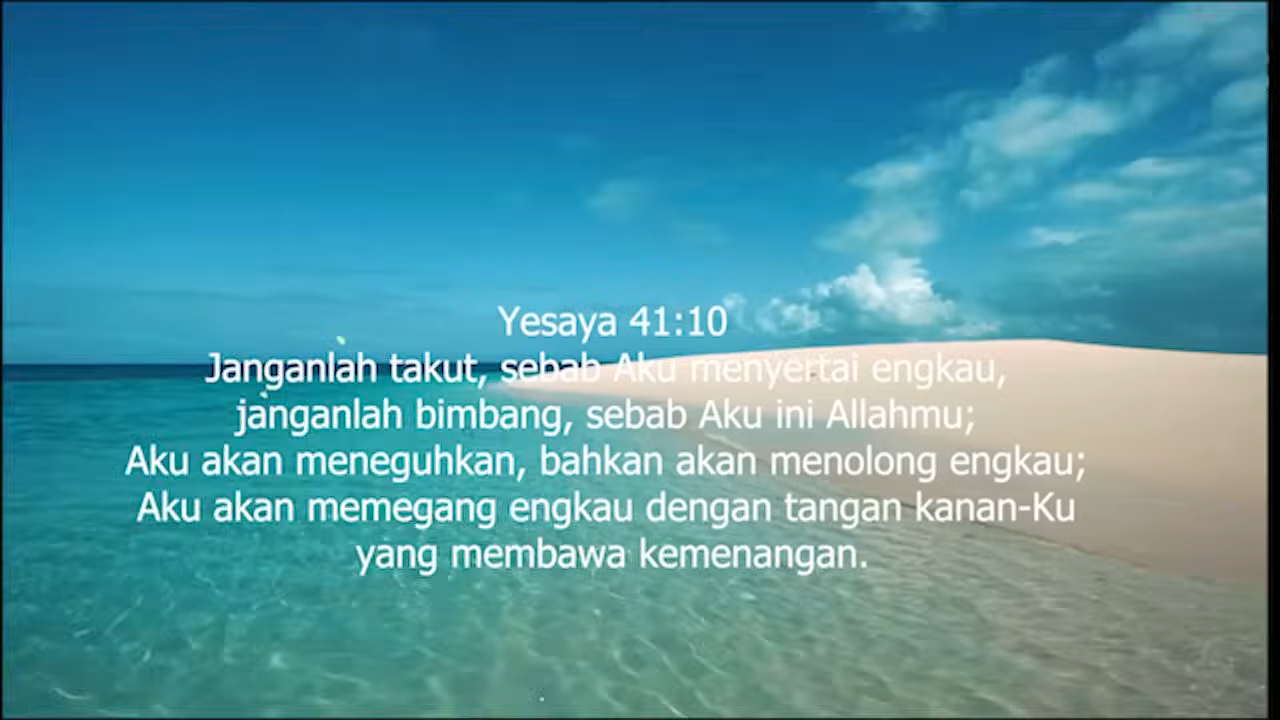 Yesaya 41:10
Janganlah takut, sebab Aku menyertai engkau,
janganlah bimbang, sebab Aku ini Allahmu;
Aku akan meneguhkan, bahkan akan menolong engkau;
Aku akan memegang engkau dengan tangan kanan-Ku
yang membawa kemenangan.